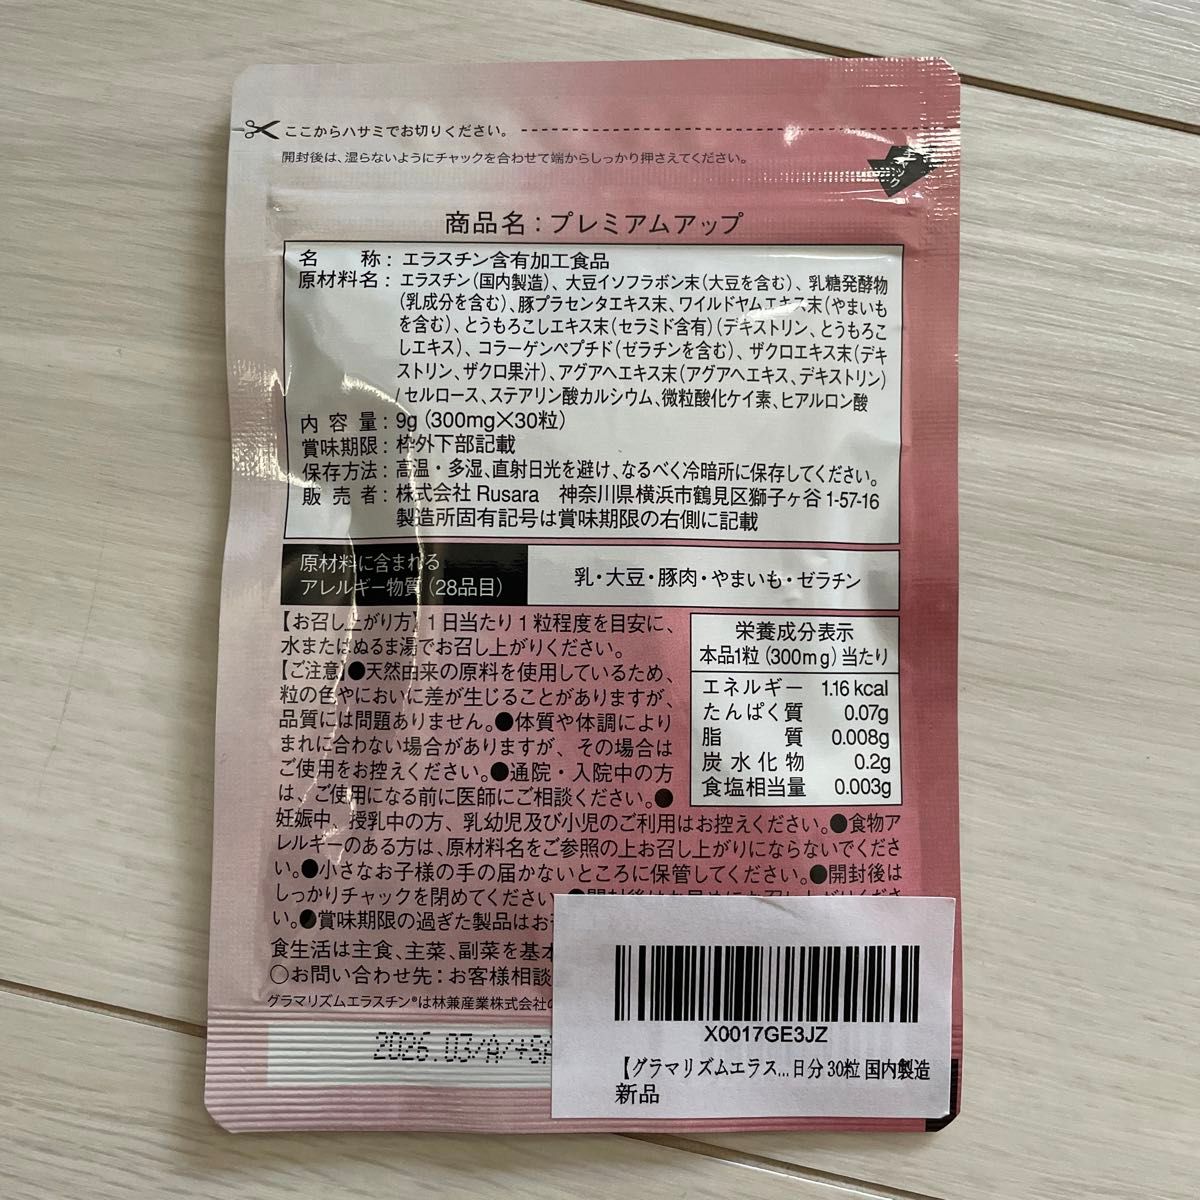 ここからハサミでお切りください。
開封後は、湿らないようにチャックを合わせて端からしっかり押さえてください。
チャック
商品名：プレミアムアップ
名称：エラスチン含有加工食品
原材料名：エラスチン(国内製造)、大豆イソフラボン末(大豆を含む)、乳糖発酵物
(乳成分を含む)、豚プラセンタエキス末、ワイルドヤムエキス末(やまいも
を含む)、とうもろこしエキス末(セラミド含有)(デキストリン、とうもろこ
しエキス)、コラーゲンペプチド(ゼラチンを含む)、ザクロエキス末(デキ
ストリン、ザクロ果汁)、アグアヘエキス末(アグアヘエキス、デキストリン)
/セルロース、ステアリン酸カルシウム、微粒酸化ケイ素、ヒアルロン酸
内容量：9g (300mg×30粒)
賞味期限：枠外下部記載
保存方法：高温・多湿、直射日光を避け、なるべく冷暗所に保存してください。
販売者：株式会社 Rusara 神奈川県横浜市鶴見区獅子ヶ谷 1-57-16
製造所固有記号は賞味期限の右側に記載
原材料に含まれる
アレルギー物質 (28品目)
乳・大豆・豚肉・やまいも・ゼラチン
【お召し上がり方】1日当たり1粒程度を目安に、
水またはぬるま湯でお召し上がりください。
【ご注意】●天然由来の原料を使用しているため、
粒の色やにおいに差が生じることがありますが、
品質には問題ありません。●体質や体調により
まれに合わない場合がありますが、その場合は
ご使用をお控えください。●通院・入院中の方
は、ご使用になる前に医師にご相談ください。●
妊娠中、授乳中の方、乳幼児及び小児のご利用はお控えください。●食物ア
レルギーのある方は、原材料名をご参照の上お召し上がりにならないでくださ
い。●小さなお子様の手の届かないところに保管してください。●開封後は
しっかりチャックを閉めてください
い。●賞味期限の過ぎた製品はお
食生活は主食、主菜、副菜を基本
○お問い合わせ先：お客様相談
グラマリズムエラスチン®は林兼産業株式会社の
栄養成分表示
本品1粒 (300mg) 当たり
エネルギー 1.16 kcal
たんぱく質 0.07g
脂質 0.008g
炭水化物 0.2g
食塩相当量 0.003g
2026.03/A/
X0017GE3JZ
【グラマリズムエラス...日分 30粒 国内製造
新品